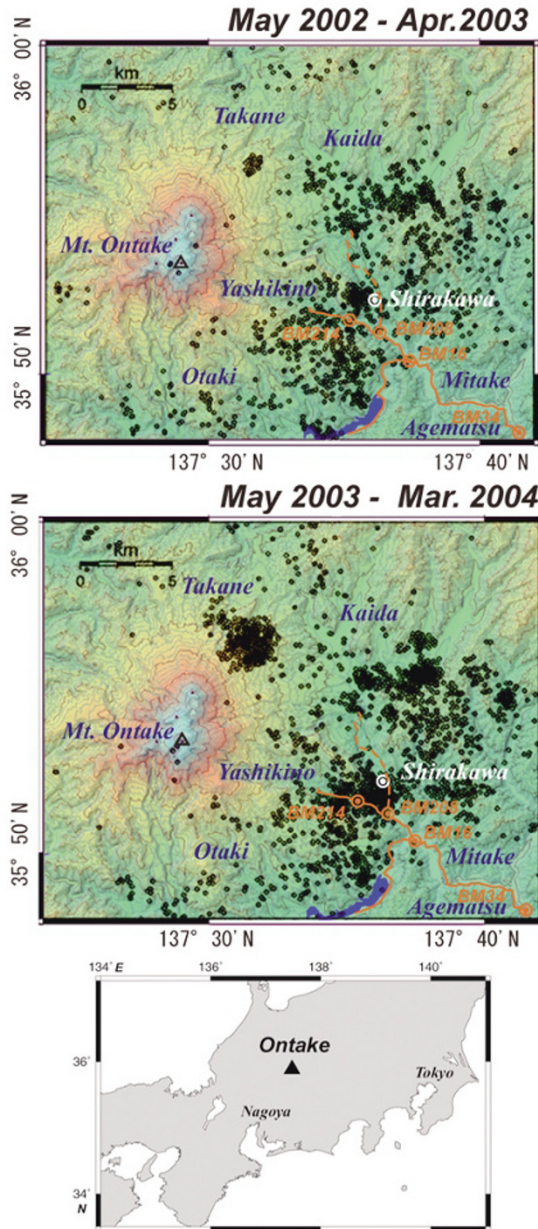 May 2002 - Apr.2003
36° 00' N
km
0 5
Takane
Kaida
Mt. Ontake
Yashikino
Shirakawa
BM214
BM208
BM16
Otaki
Mitake
BM34
Agematsu
35° 50' N
137° 30' N
137° 40' N
May 2003 - Mar. 2004
36° 00' N
km
0 5
Takane
Kaida
Mt. Ontake
Yashikino
Shirakawa
BM214
BM208
BM16
Otaki
Mitake
BM34
Agematsu
35° 50' N
137° 30' N
137° 40' N
134° E
136°
138°
140°
Ontake
36°
Tokyo
Nagoya
34°
N